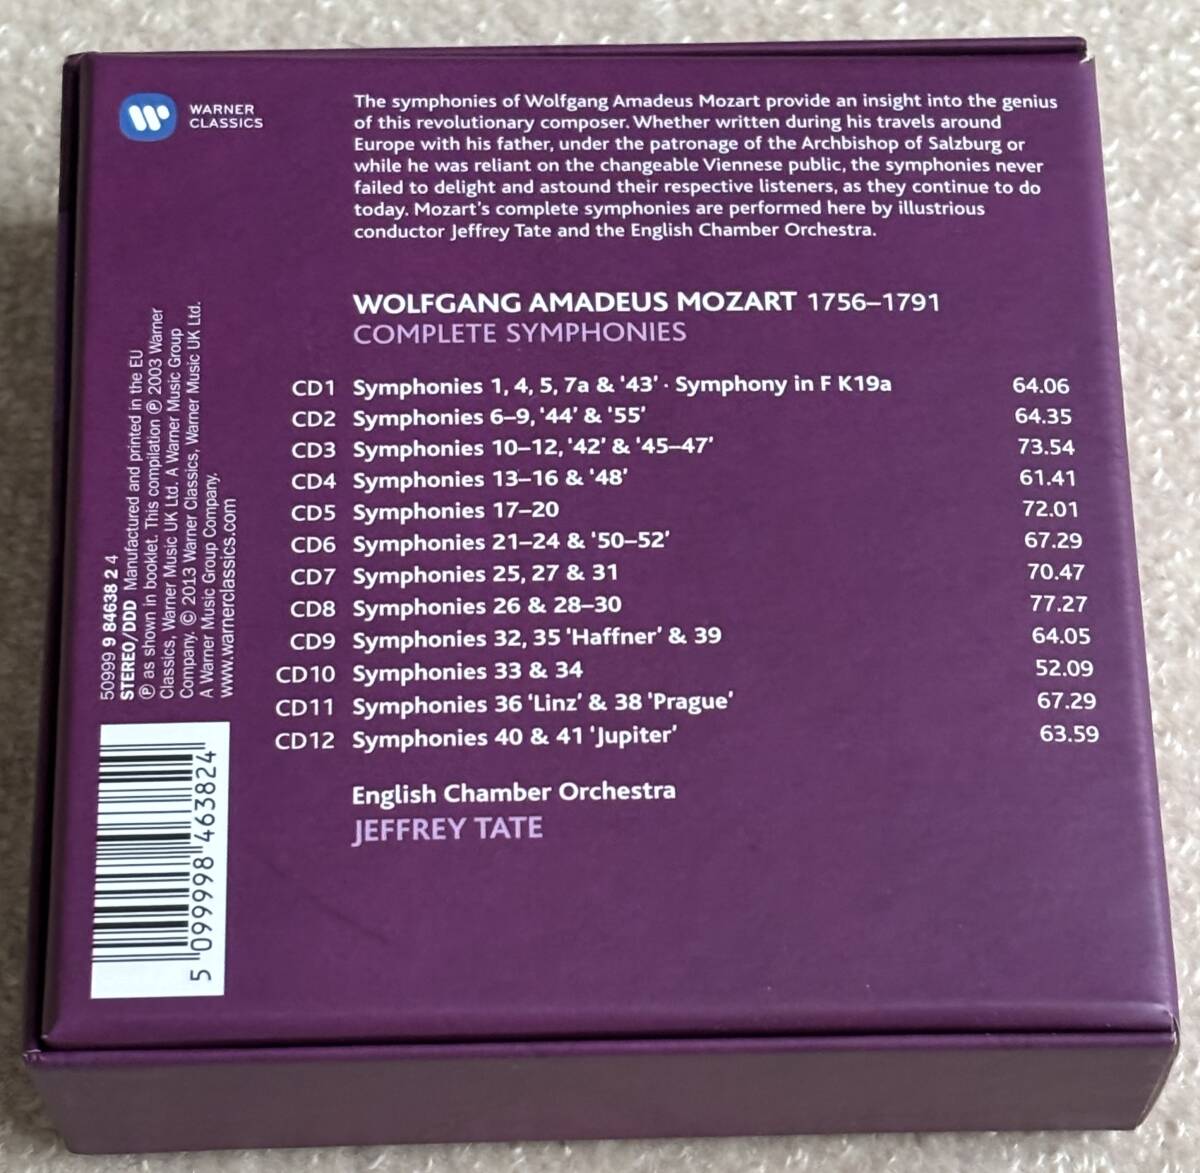 WARNER
CLASSICS
The symphonies of Wolfgang Amadeus Mozart provide an insight into the genius
of this revolutionary composer. Whether written during his travels around
Europe with his father, under the patronage of the Archbishop of Salzburg or
while he was reliant on the changeable Viennese public, the symphonies never
failed to delight and astound their respective listeners, as they continue to do
today. Mozart's complete symphonies are performed here by illustrious
conductor Jeffrey Tate and the English Chamber Orchestra.
WOLFGANG AMADEUS MOZART 1756–1791
COMPLETE SYMPHONIES
CD1 Symphonies 1, 4, 5, 7a & '43' · Symphony in F K19a 64.06
CD2 Symphonies 6–9, '44' & '55' 64.35
CD3 Symphonies 10–12, '42' & '45–47' 73.54
CD4 Symphonies 13–16 & '48' 61.41
CD5 Symphonies 17–20 72.01
CD6 Symphonies 21–24 & '50–52' 67.29
CD7 Symphonies 25, 27 & 31 70.47
CD8 Symphonies 26 & 28–30 77.27
CD9 Symphonies 32, 35 'Haffner' & 39 64.05
CD10 Symphonies 33 & 34 52.09
CD11 Symphonies 36 'Linz' & 38 'Prague' 67.29
CD12 Symphonies 40 & 41 'Jupiter' 63.59
English Chamber Orchestra
JEFFREY TATE
50999 9 84638 2 4
STEREO/DDD Manufactured and printed in the EU
℗ as shown in booklet. This compilation ℗ 2003 Warner
Classics, Warner Music UK Ltd. A Warner Music Group
Company. © 2013 Warner Classics, Warner Music UK Ltd.
A Warner Music Group Company.
www.warnerclassics.com
5 099998 463824